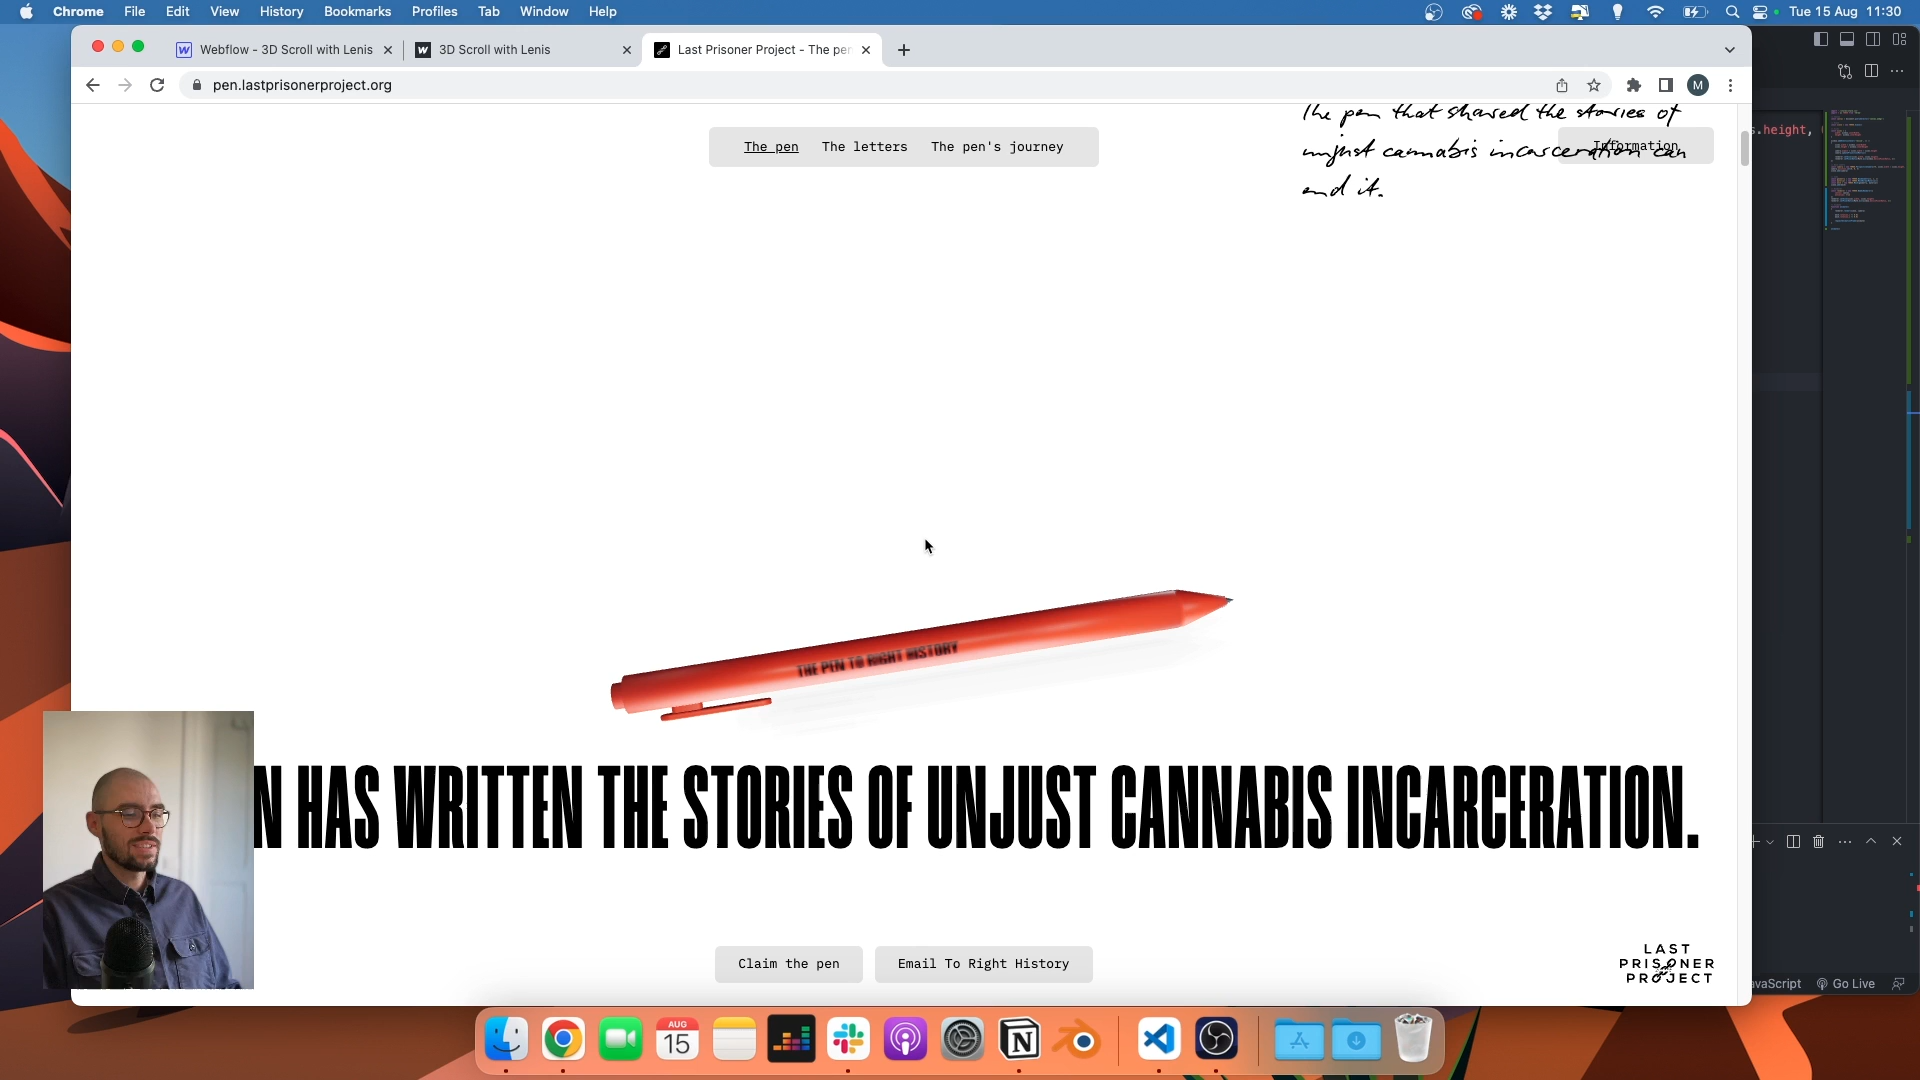 Chrome File Edit View History Bookmarks Profiles Tab Window Help
Tue 15 Aug 11:30
Webflow - 3D Scroll with Lenis
3D Scroll with Lenis
Last Prisoner Project - The pen
pen.lastprisonerproject.org
M
s.height,
The pen that shared the stories of
unjust cannabis incarceration can
end it.
The pen The letters The pen's journey
Information
THE PEN TO RIGHT HISTORY
N HAS WRITTEN THE STORIES OF UNJUST CANNABIS INCARCERATION.
Claim the pen
Email To Right History
LAST
PRISONER
PROJECT
avaScript
Go Live
AUG
15